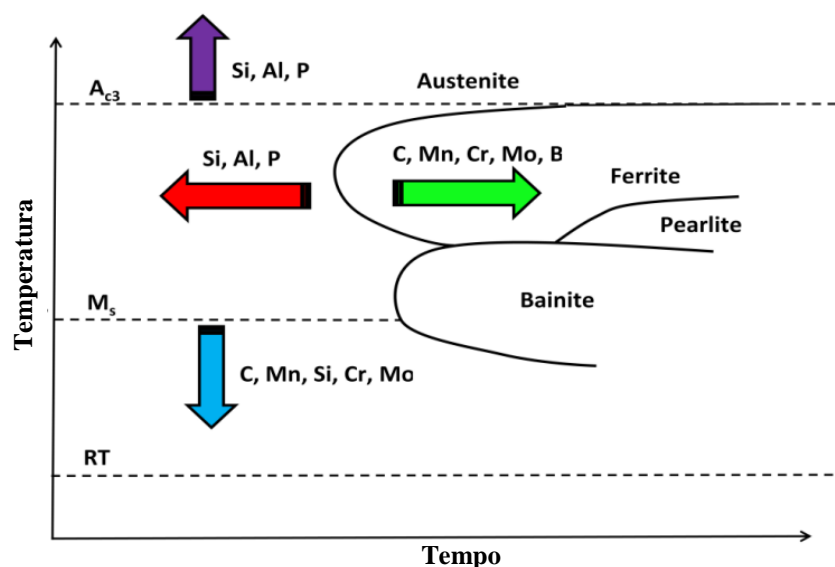 Si, Al, P
Austenite
Ac3
Si, Al, P
C, Mn, Cr, Mo, B
Ferrite
Pearlite
Bainite
Ms
C, Mn, Si, Cr, Mo
RT
Temperatura
Tempo